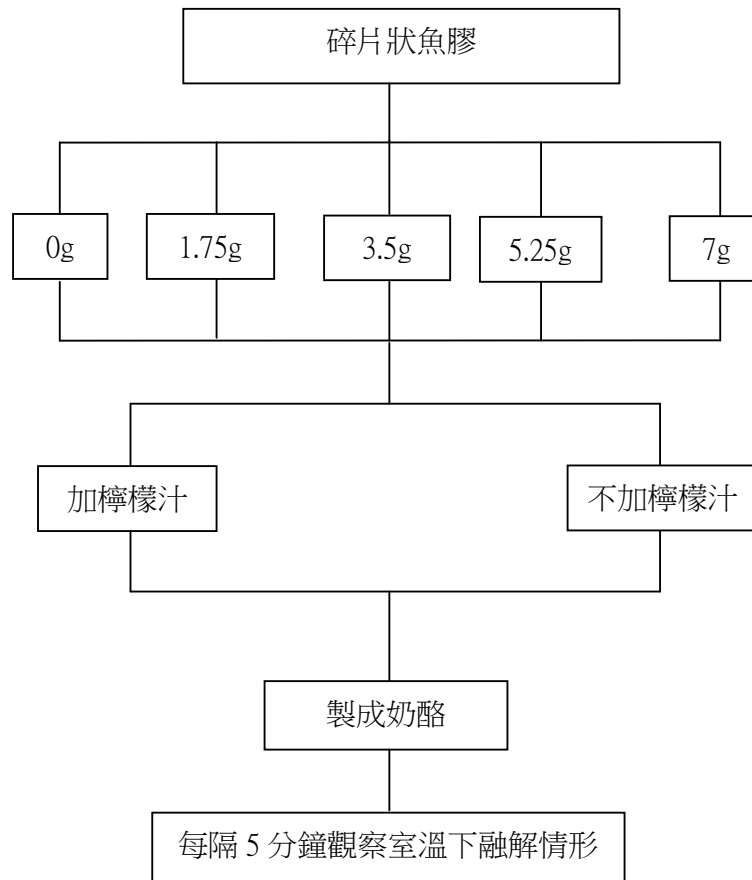 碎片狀魚膠
0g
1.75g
3.5g
5.25g
7g
加檸檬汁
不加檸檬汁
製成奶酪
每隔 5 分鐘觀察室溫下融解情形